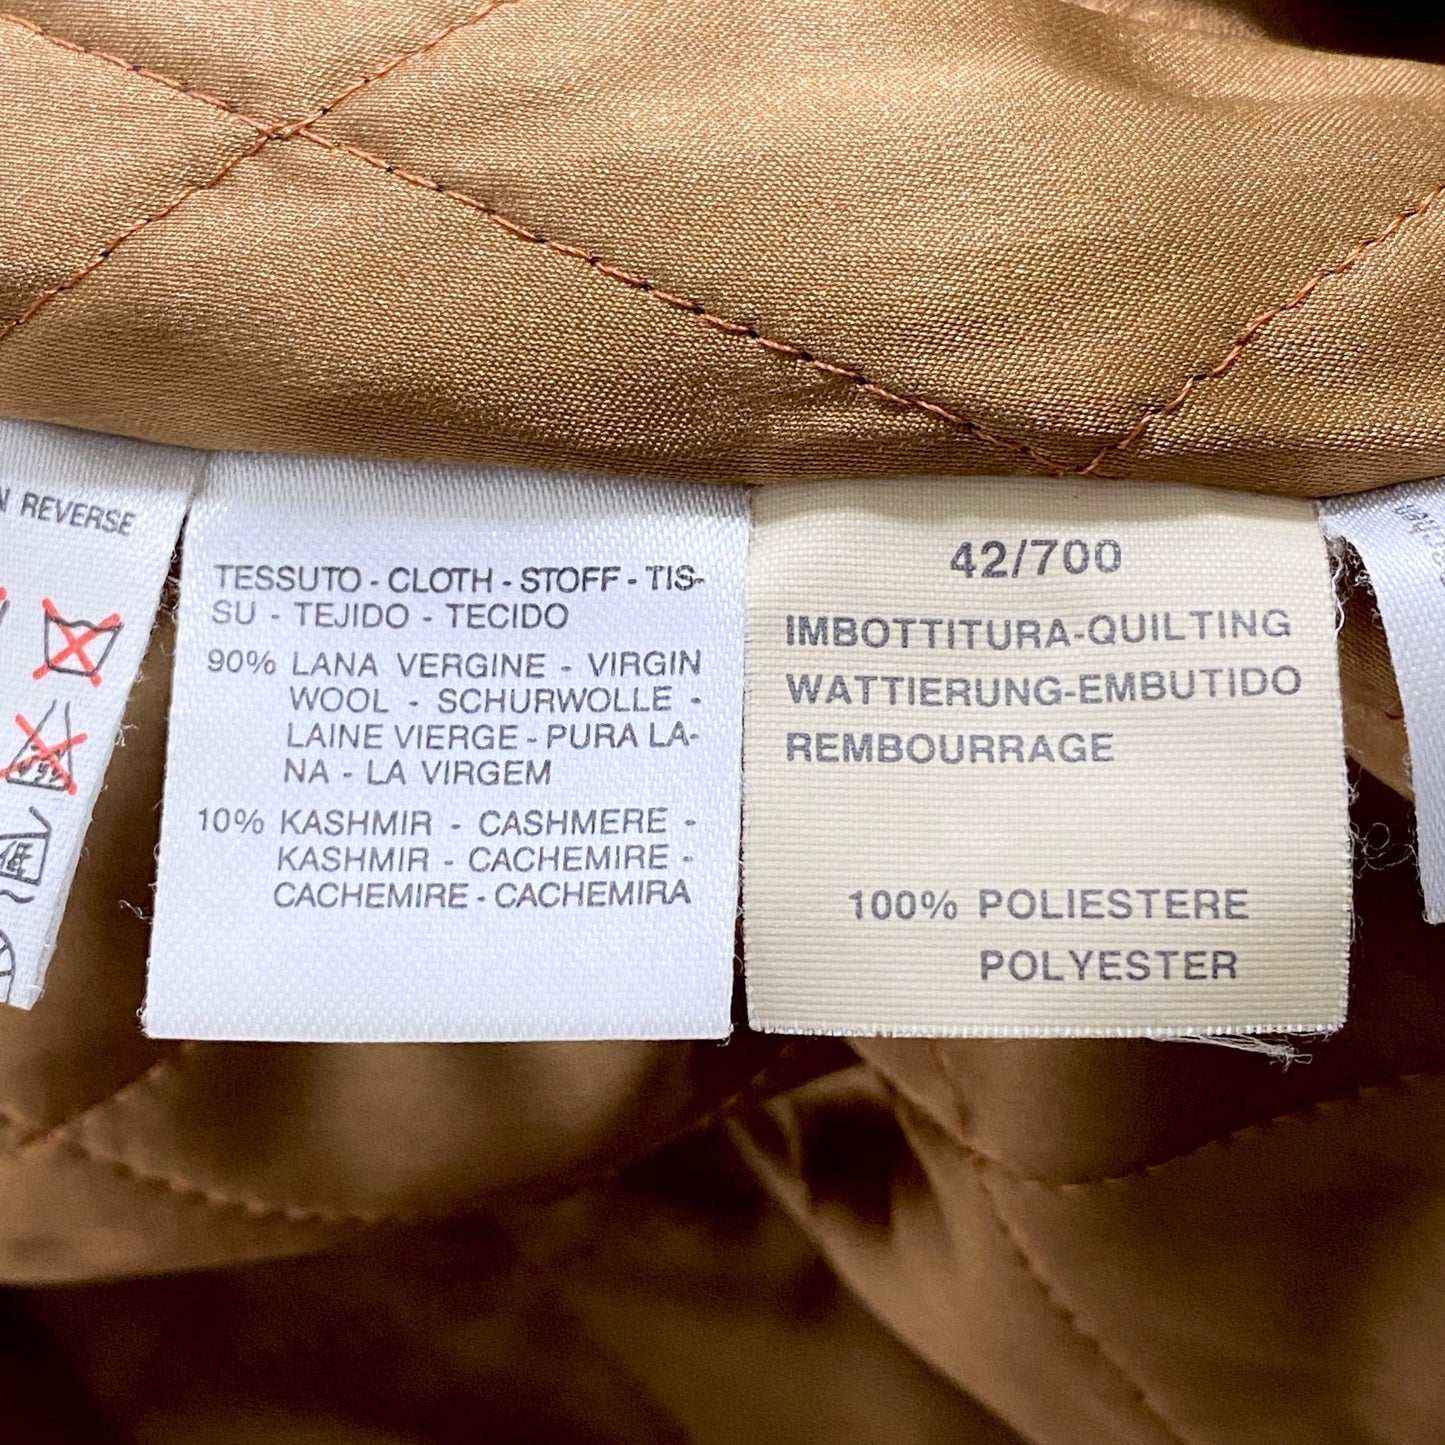 REVERSE
TESSUTO - CLOTH - STOFF - TIS-
SU - TEJIDO - TECIDO
90% LANA VERGINE - VIRGIN
WOOL - SCHURWOLLE -
LAINE VIERGE - PURA LA-
NA - LA VIRGEM
10% KASHMIR - CASHMERE -
KASHMIR - CACHEMIRE -
CACHEMIRE - CACHEMIRA
42/700
IMBOTTITURA-QUILTING
WATTIERUNG-EMBUTIDO
REMBOURRAGE
100% POLIESTERE
POLYESTER